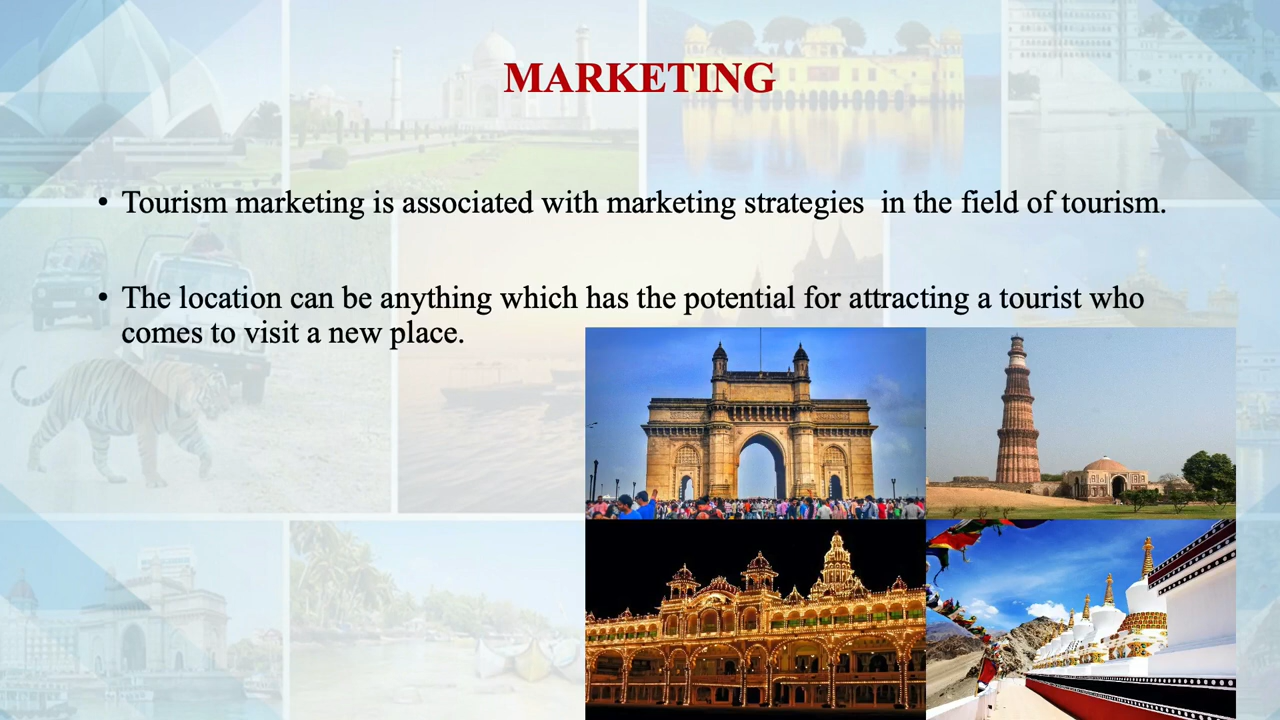 MARKETING
• Tourism marketing is associated with marketing strategies  in the field of tourism.
• The location can be anything which has the potential for attracting a tourist who
comes to visit a new place.